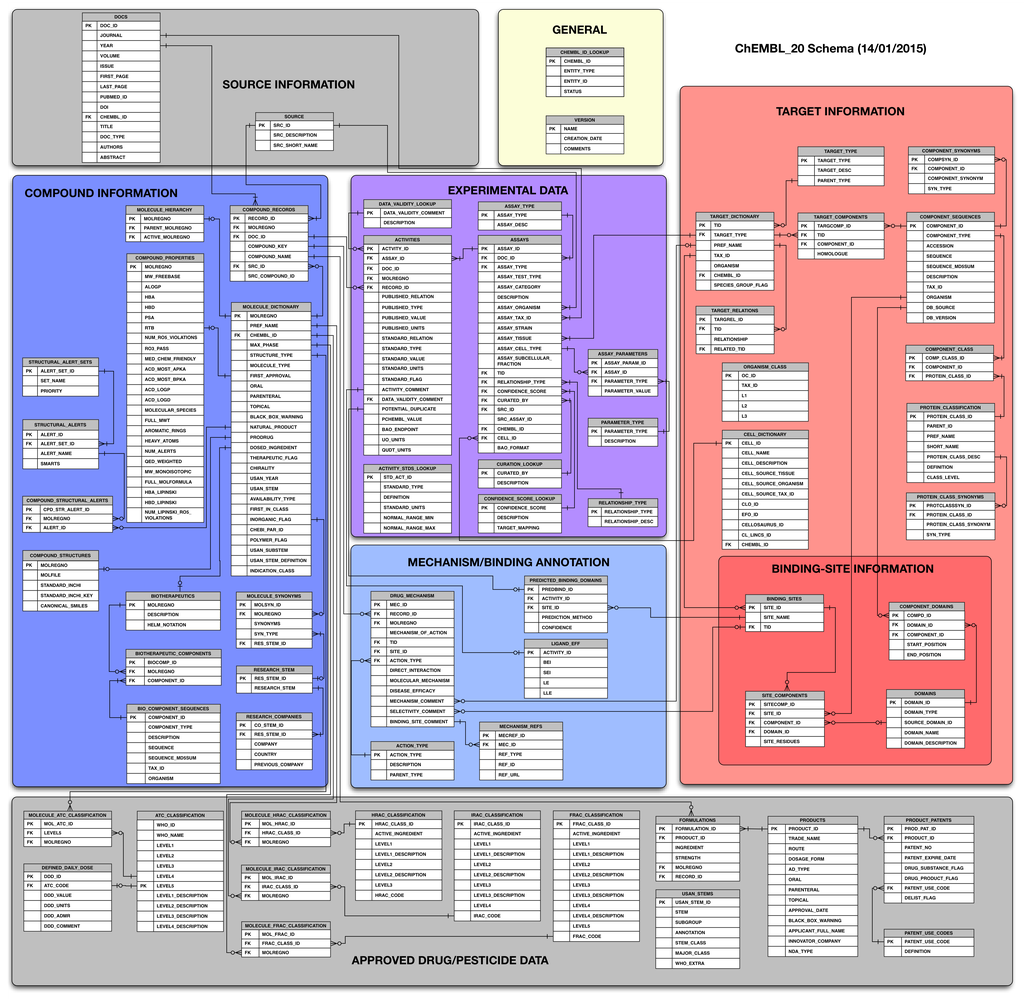 ChEMBL_20 Schema (14/01/2015)
SOURCE INFORMATION
DOCS
PK DOC_ID
JOURNAL
YEAR
VOLUME
ISSUE
FIRST_PAGE
LAST_PAGE
PUBMED_ID
DOI
FK CHEMBL_ID
TITLE
DOC_TYPE
AUTHORS
ABSTRACT
SOURCE
PK SRC_ID
SRC_DESCRIPTION
SRC_SHORT_NAME
GENERAL
CHEMBL_ID_LOOKUP
PK CHEMBL_ID
ENTITY_TYPE
ENTITY_ID
STATUS
VERSION
PK NAME
CREATION_DATE
COMMENTS
COMPOUND INFORMATION
MOLECULE_HIERARCHY
PK MOLREGNO
FK PARENT_MOLREGNO
FK ACTIVE_MOLREGNO
COMPOUND_RECORDS
PK RECORD_ID
FK MOLREGNO
FK DOC_ID
COMPOUND_KEY
COMPOUND_NAME
FK SRC_ID
SRC_COMPOUND_ID
COMPOUND_PROPERTIES
PK MOLREGNO
MW_FREEBASE
ALOGP
HBA
HBD
PSA
RTB
NUM_RO5_VIOLATIONS
RO3_PASS
MED_CHEM_FRIENDLY
ACD_MOST_APKA
ACD_MOST_BPKA
ACD_LOGP
ACD_LOGD
MOLECULAR_SPECIES
FULL_MWT
AROMATIC_RINGS
HEAVY_ATOMS
NUM_ALERTS
QED_WEIGHTED
MW_MONOISOTOPIC
FULL_MOLFORMULA
HBA_LIPINSKI
HBD_LIPINSKI
NUM_LIPINSKI_RO5_
VIOLATIONS
MOLECULE_DICTIONARY
PK MOLREGNO
PREF_NAME
FK CHEMBL_ID
MAX_PHASE
STRUCTURE_TYPE
MOLECULE_TYPE
FIRST_APPROVAL
ORAL
PARENTERAL
TOPICAL
BLACK_BOX_WARNING
NATURAL_PRODUCT
PRODRUG
DOSED_INGREDIENT
THERAPEUTIC_FLAG
CHIRALITY
USAN_YEAR
USAN_STEM
AVAILABILITY_TYPE
FIRST_IN_CLASS
INORGANIC_FLAG
CHEM_PAR_ID
POLYMER_FLAG
USAN_SUBSTEM
USAN_STEM_DEFINITION
INDICATION_CLASS
STRUCTURAL_ALERT_SETS
PK ALERT_SET_ID
SET_NAME
PRIORITY
STRUCTURAL_ALERTS
PK ALERT_ID
FK ALERT_SET_ID
ALERT_NAME
SMARTS
COMPOUND_STRUCTURAL_ALERTS
PK CPD_STR_ALERT_ID
FK MOLREGNO
FK ALERT_ID
COMPOUND_STRUCTURES
PK MOLREGNO
MOLFILE
STANDARD_INCHI
STANDARD_INCHI_KEY
CANONICAL_SMILES
BIOTHERAPEUTICS
PK MOLREGNO
DESCRIPTION
HELM_NOTATION
BIOTHERAPEUTIC_COMPONENTS
PK BIOCOMP_ID
FK MOLREGNO
FK COMPONENT_ID
BIO_COMPONENT_SEQUENCES
PK COMPONENT_ID
COMPONENT_TYPE
DESCRIPTION
SEQUENCE
SEQUENCE_MD5SUM
TAX_ID
ORGANISM
MOLECULE_SYNONYMS
PK MOLSYN_ID
FK MOLREGNO
SYNONYMS
SYN_TYPE
FK RES_STEM_ID
RESEARCH_STEM
PK RES_STEM_ID
RESEARCH_STEM
RESEARCH_COMPANIES
PK CO_STEM_ID
FK RES_STEM_ID
COMPANY
COUNTRY
PREVIOUS_COMPANY
EXPERIMENTAL DATA
DATA_VALIDITY_LOOKUP
PK DATA_VALIDITY_COMMENT
DESCRIPTION
ACTIVITIES
PK ACTVITY_ID
FK ASSAY_ID
FK DOC_ID
FK MOLREGNO
FK RECORD_ID
PUBLISHED_RELATION
PUBLISHED_TYPE
PUBLISHED_VALUE
PUBLISHED_UNITS
STANDARD_RELATION
STANDARD_TYPE
STANDARD_VALUE
STANDARD_UNITS
STANDARD_FLAG
ACTIVITY_COMMENT
FK DATA_VALIDITY_COMMENT
POTENTIAL_DUPLICATE
PCHEMBL_VALUE
BAO_ENDPOINT
UO_UNITS
QUDT_UNITS
ACTIVITY_STDS_LOOKUP
PK STD_ACT_ID
STANDARD_TYPE
DEFINITION
STANDARD_UNITS
NORMAL_RANGE_MIN
NORMAL_RANGE_MAX
ASSAY_TYPE
PK ASSAY_TYPE
ASSAY_DESC
ASSAYS
PK ASSAY_ID
FK DOC_ID
FK ASSAY_TYPE
ASSAY_TEST_TYPE
ASSAY_CATEGORY
DESCRIPTION
ASSAY_ORGANISM
ASSAY_TAX_ID
ASSAY_STRAIN
ASSAY_TISSUE
ASSAY_CELL_TYPE
ASSAY_SUBCELLULAR_
FRACTION
FK TID
FK RELATIONSHIP_TYPE
FK CONFIDENCE_SCORE
FK CURATED_BY
FK SRC_ID
SRC_ASSAY_ID
FK CHEMBL_ID
FK CELL_ID
BAO_FORMAT
CURATION_LOOKUP
PK CURATED_BY
DESCRIPTION
CONFIDENCE_SCORE_LOOKUP
PK CONFIDENCE_SCORE
DESCRIPTION
TARGET_MAPPING
ASSAY_PARAMETERS
PK ASSAY_PARAM_ID
FK ASSAY_ID
FK PARAMETER_TYPE
PARAMETER_VALUE
PARAMETER_TYPE
PK PARAMETER_TYPE
DESCRIPTION
RELATIONSHIP_TYPE
PK RELATIONSHIP_TYPE
RELATIONSHIP_DESC
MECHANISM/BINDING ANNOTATION
DRUG_MECHANISM
PK MEC_ID
FK RECORD_ID
FK MOLREGNO
MECHANISM_OF_ACTION
FK TID
FK SITE_ID
FK ACTION_TYPE
DIRECT_INTERACTION
MOLECULAR_MECHANISM
DISEASE_EFFICACY
MECHANISM_COMMENT
SELECTIVITY_COMMENT
BINDING_SITE_COMMENT
ACTION_TYPE
PK ACTION_TYPE
DESCRIPTION
PARENT_TYPE
PREDICTED_BINDING_DOMAINS
PK PREDBIND_ID
FK ACTIVITY_ID
FK SITE_ID
PREDICTION_METHOD
CONFIDENCE
LIGAND_EFF
PK ACTIVITY_ID
BEI
SEI
LE
LLE
MECHANISM_REFS
PK MECREF_ID
FK MEC_ID
REF_TYPE
REF_ID
REF_URL
TARGET INFORMATION
TARGET_TYPE
PK TARGET_TYPE
TARGET_DESC
PARENT_TYPE
COMPONENT_SYNONYMS
PK COMPSYN_ID
FK COMPONENT_ID
COMPONENT_SYNONYM
SYN_TYPE
TARGET_DICTIONARY
PK TID
FK TARGET_TYPE
PREF_NAME
TAX_ID
ORGANISM
FK CHEMBL_ID
SPECIES_GROUP_FLAG
TARGET_COMPONENTS
PK TARGCOMP_ID
FK TID
FK COMPONENT_ID
HOMOLOGUE
COMPONENT_SEQUENCES
PK COMPONENT_ID
COMPONENT_TYPE
ACCESSION
SEQUENCE
SEQUENCE_MD5SUM
DESCRIPTION
TAX_ID
ORGANISM
DB_SOURCE
DB_VERSION
TARGET_RELATIONS
PK TARGREL_ID
FK TID
RELATIONSHIP
FK RELATED_TID
ORGANISM_CLASS
PK OC_ID
TAX_ID
L1
L2
L3
COMPONENT_CLASS
PK COMP_CLASS_ID
FK COMPONENT_ID
FK PROTEIN_CLASS_ID
PROTEIN_CLASSIFICATION
PK PROTEIN_CLASS_ID
PARENT_ID
PREF_NAME
SHORT_NAME
PROTEIN_CLASS_DESC
DEFINITION
CLASS_LEVEL
CELL_DICTIONARY
PK CELL_ID
CELL_NAME
CELL_DESCRIPTION
CELL_SOURCE_TISSUE
CELL_SOURCE_ORGANISM
CELL_SOURCE_TAX_ID
CLO_ID
EFO_ID
CELLOSAURUS_ID
CL_LINCS_ID
FK CHEMBL_ID
PROTEIN_CLASS_SYNONYMS
PK PROTCLASSSYN_ID
FK PROTEIN_CLASS_ID
PROTEIN_CLASS_SYNONYM
SYN_TYPE
BINDING-SITE INFORMATION
BINDING_SITES
PK SITE_ID
SITE_NAME
FK TID
COMPONENT_DOMAINS
PK COMPD_ID
FK DOMAIN_ID
FK COMPONENT_ID
START_POSITION
END_POSITION
SITE_COMPONENTS
PK SITECOMP_ID
FK SITE_ID
FK COMPONENT_ID
FK DOMAIN_ID
SITE_RESIDUES
DOMAINS
PK DOMAIN_ID
DOMAIN_TYPE
SOURCE_DOMAIN_ID
DOMAIN_NAME
DOMAIN_DESCRIPTION
APPROVED DRUG/PESTICIDE DATA
MOLECULE_ATC_CLASSIFICATION
PK MOL_ATC_ID
FK LEVEL5
FK MOLREGNO
DEFINED_DAILY_DOSE
PK DDD_ID
FK ATC_CODE
DDD_VALUE
DDD_UNITS
DDD_ADMR
DDD_COMMENT
ATC_CLASSIFICATION
WHO_ID
WHO_NAME
LEVEL1
LEVEL2
LEVEL3
LEVEL4
PK LEVEL5
LEVEL1_DESCRIPTION
LEVEL2_DESCRIPTION
LEVEL3_DESCRIPTION
LEVEL4_DESCRIPTION
MOLECULE_HRAC_CLASSIFICATION
PK MOL_HRAC_ID
FK HRAC_CLASS_ID
FK MOLREGNO
MOLECULE_IRAC_CLASSIFICATION
PK MOL_IRAC_ID
FK IRAC_CLASS_ID
FK MOLREGNO
MOLECULE_FRAC_CLASSIFICATION
PK MOL_FRAC_ID
FK FRAC_CLASS_ID
FK MOLREGNO
HRAC_CLASSIFICATION
PK HRAC_CLASS_ID
ACTIVE_INGREDIENT
LEVEL1
LEVEL1_DESCRIPTION
LEVEL2
LEVEL2_DESCRIPTION
LEVEL3
HRAC_CODE
IRAC_CLASSIFICATION
PK IRAC_CLASS_ID
ACTIVE_INGREDIENT
LEVEL1
LEVEL1_DESCRIPTION
LEVEL2
LEVEL2_DESCRIPTION
LEVEL3
LEVEL3_DESCRIPTION
LEVEL4
IRAC_CODE
FRAC_CLASSIFICATION
PK FRAC_CLASS_ID
ACTIVE_INGREDIENT
LEVEL1
LEVEL1_DESCRIPTION
LEVEL2
LEVEL2_DESCRIPTION
LEVEL3
LEVEL3_DESCRIPTION
LEVEL4
LEVEL4_DESCRIPTION
LEVEL5
FRAC_CODE
FORMULATIONS
PK FORMULATION_ID
FK PRODUCT_ID
INGREDIENT
STRENGTH
FK MOLREGNO
FK RECORD_ID
USAN_STEMS
PK USAN_STEM_ID
STEM
SUBGROUP
ANNOTATION
STEM_CLASS
MAJOR_CLASS
WHO_EXTRA
PRODUCTS
PK PRODUCT_ID
TRADE_NAME
ROUTE
DOSAGE_FORM
AD_TYPE
ORAL
PARENTERAL
TOPICAL
APPROVAL_DATE
BLACK_BOX_WARNING
APPLICANT_FULL_NAME
INNOVATOR_COMPANY
NDA_TYPE
PRODUCT_PATENTS
PK PROD_PAT_ID
FK PRODUCT_ID
PATENT_NO
PATENT_EXPIRE_DATE
DRUG_SUBSTANCE_FLAG
DRUG_PRODUCT_FLAG
FK PATENT_USE_CODE
DELIST_FLAG
PATENT_USE_CODES
PK PATENT_USE_CODE
DEFINITION